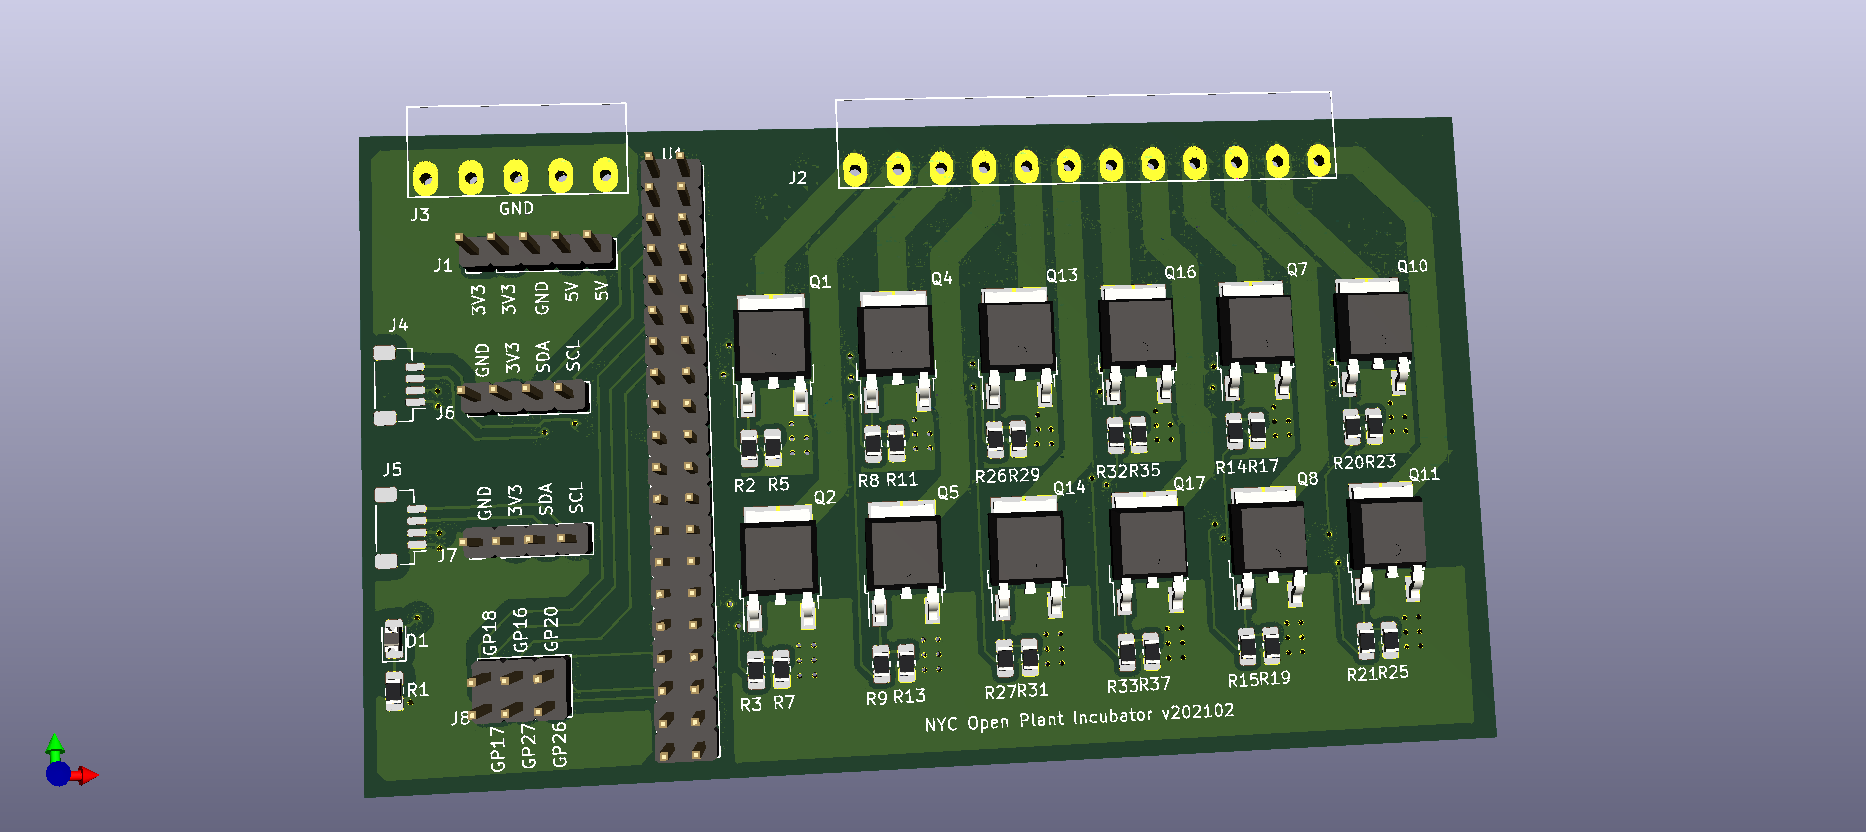 U1
J2
J3
GND
J1
3V3
3V3
GND
5V
5V
Q1
Q4
Q13
Q16
Q7
Q10
J4
GND
3V3
SDA
SCL
J6
R2 R5
R8 R11
R26R29
R32R35
R14R17
R20R23
J5
GND
3V3
SDA
SCL
J7
Q2
Q5
Q14
Q17
Q8
Q11
D1
R1
GP18
GP16
GP20
J8
GP17
GP27
GP26
R3 R7
R9 R13
R27R31
R33R37
R15R19
R21R25
NYC Open Plant Incubator v202102